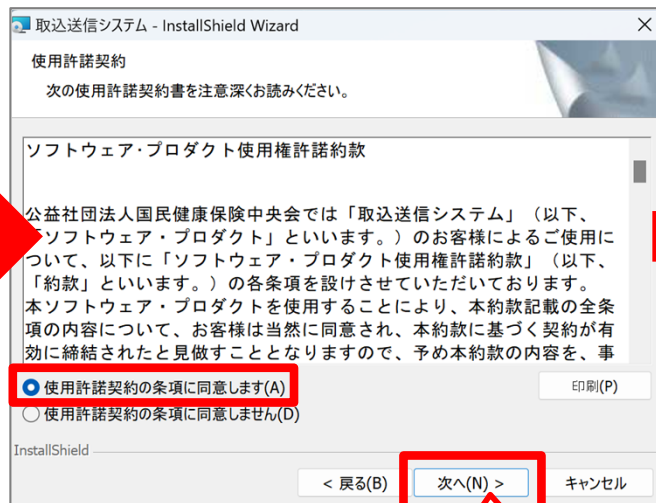 取込送信システム - InstallShield Wizard
使用許諾契約
次の使用許諾契約書を注意深くお読みください。
ソフトウェア･プロダクト使用権許諾約款
公益社団法人国民健康保険中央会では「取込送信システム」（以下、
ソフトウェア・プロダクト」といいます。）のお客様によるご使用に
ついて、以下に「ソフトウェア・プロダクト使用権許諾約款」（以下、
「約款」といいます。）の各条項を設けさせていただいております。
本ソフトウェア・プロダクトを使用することにより、本約款記載の全条
項の内容について、お客様は当然に同意され、本約款に基づく契約が有
効に締結されたと見做すこととなりますので、予め本約款の内容を、事
使用許諾契約の条項に同意します(A)
印刷(P)
使用許諾契約の条項に同意しません(D)
InstallShield
< 戻る(B)
次へ(N) >
キャンセル